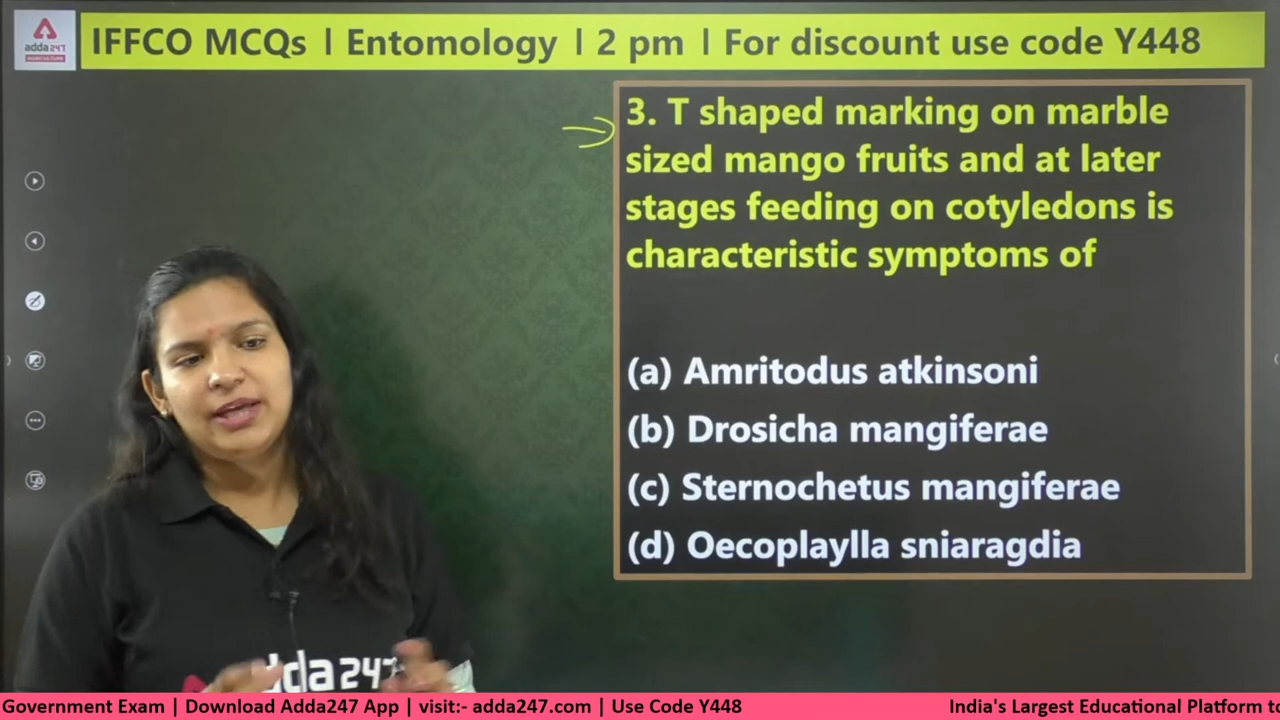 adda247
AGRICULTURE
IFFCO MCQs I Entomology I 2 pm I For discount use code Y448
3. T shaped marking on marble
sized mango fruits and at later
stages feeding on cotyledons is
characteristic symptoms of
(a) Amritodus atkinsoni
(b) Drosicha mangiferae
(c) Sternochetus mangiferae
(d) Oecoplaylla sniaragdia
adda247
Government Exam | Download Adda247 App | visit:- adda247.com | Use Code Y448
India's Largest Educational Platform to